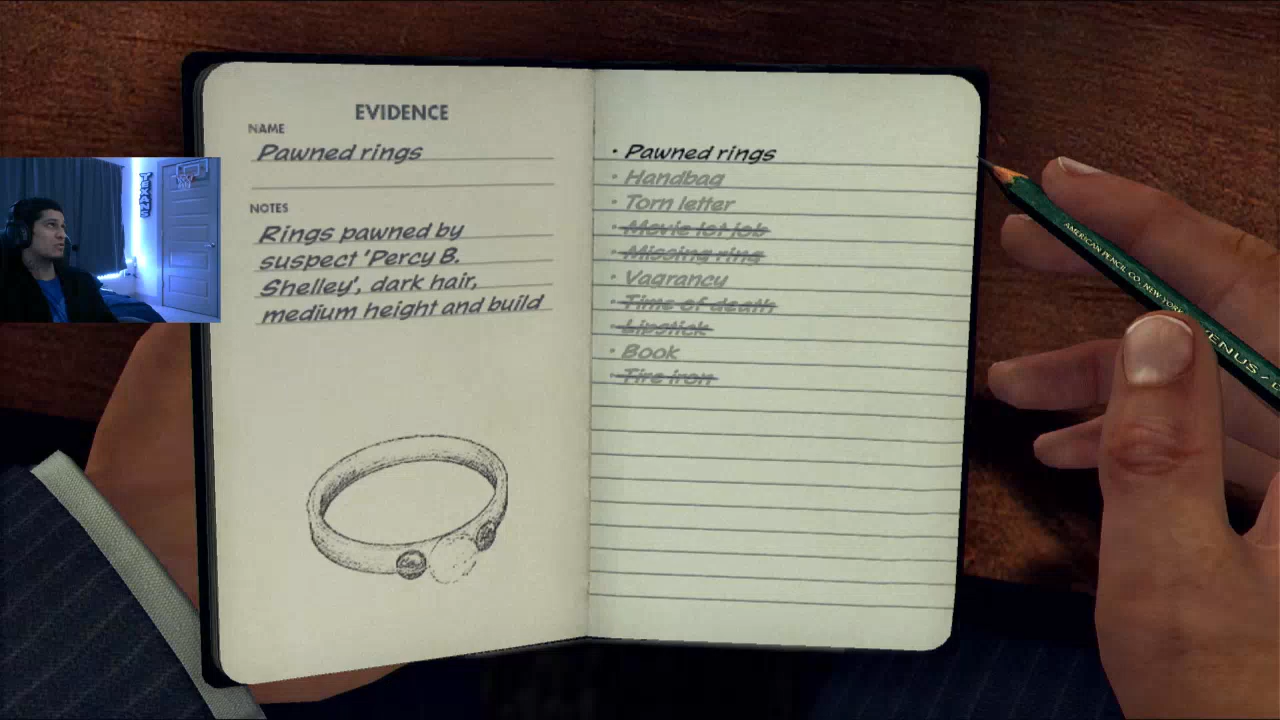 EVIDENCE
NAME
Pawned rings
NOTES
Rings pawned by
suspect 'Percy B.
Shelley', dark hair,
medium height and build
· Pawned rings
· Handbag
· Torn letter
· Movie lot job
· Missing ring
· Vagrancy
· Time of death
· Lipstick
· Book
· Tire iron
AMERICAN PENCIL CO. NEW YORK
VENUS